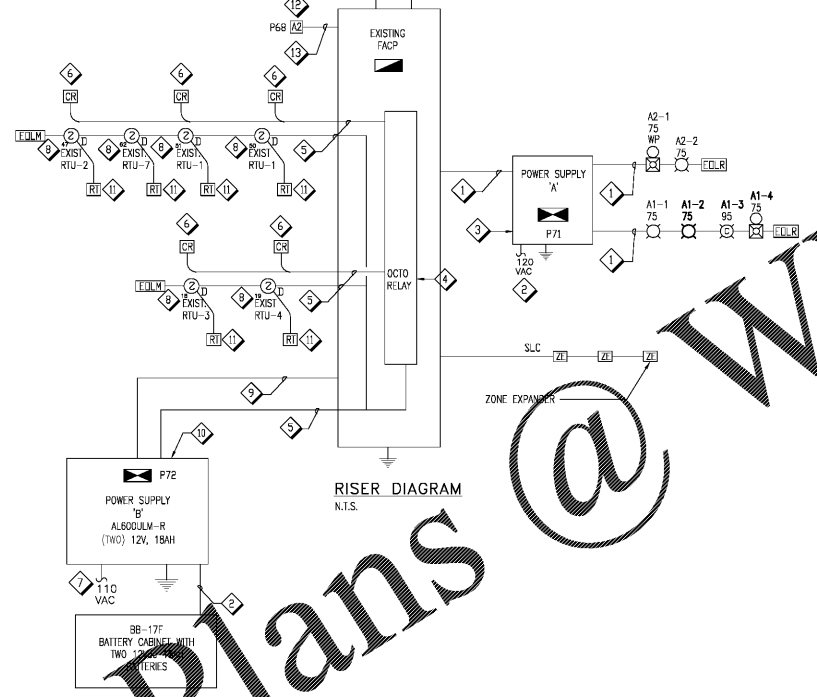 12
P68 A2
13
EXISTING
FACP
6
6
6
CR
CR
CR
EOLM
2 D
2 D
2 D
2 D
8
8
8
8
47
EXIST
RTU-2
62
EXIST
RTU-7
51
EXIST
RTU-1
50
EXIST
RTU-1
RT 11
RT 11
RT 11
RT 11
5
1
POWER SUPPLY
'A'
P71
3
120
VAC
2
A2-1
75
WP
A2-2
75
EOLR
1
A1-1
75
A1-2
75
A1-3
95
C
A1-4
75
EOLR
1
6
6
CR
CR
EOLM
2 D
2 D
8
8
18
EXIST.
RTU-3
19
EXIST
RTU-4
RT 11
RT 11
5
OCTO
RELAY
4
SLC
ZE
ZE
ZE
ZONE EXPANDER
9
5
10
P72
POWER SUPPLY
'B'
AL600ULM-R
(TWO) 12V, 18AH
7
110
VAC
2
BB-17F
BATTERY CABINET WITH
TWO
RISER DIAGRAM
N.T.S.
Plans @ W